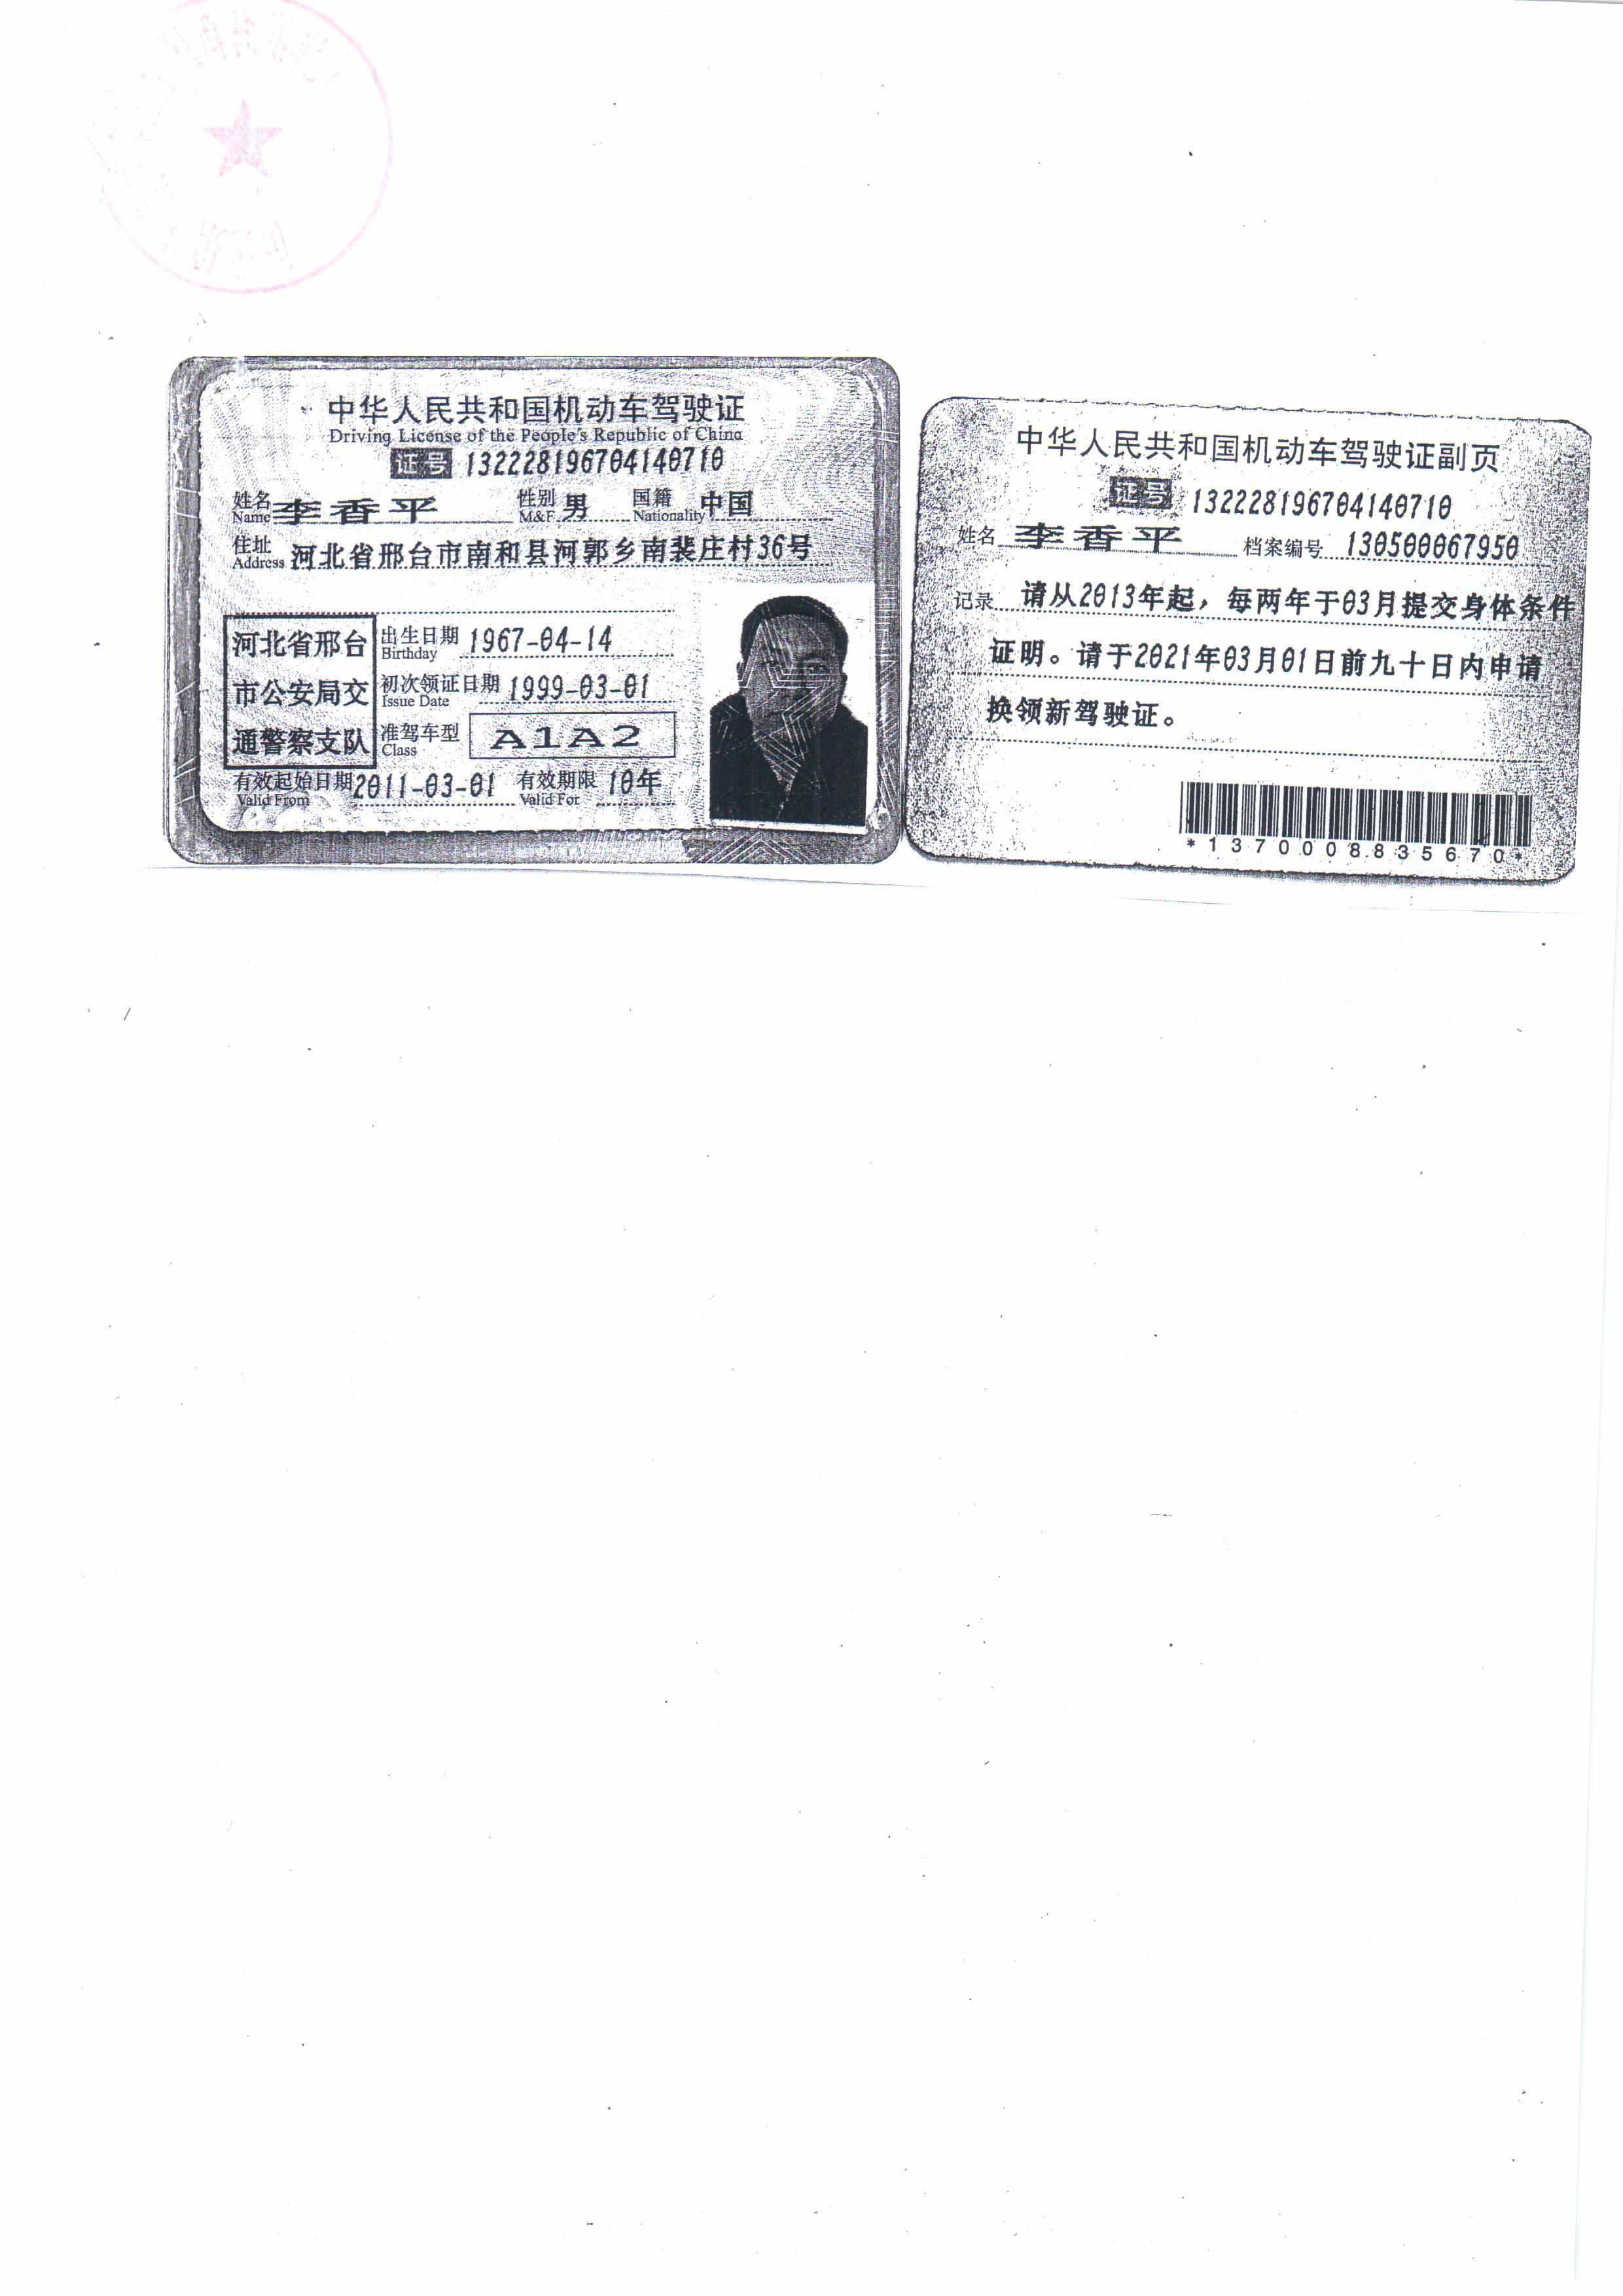 中华人民共和国机动车驾驶证
Driving License of the People's Republic of China
证号 132228196704140710
姓名 Name 李香平 性别 M&F 男 国籍 Nationality 中国
住址 Address 河北省邢台市南和县河郭乡南裴庄村36号
河北省邢台
市公安局交
通警察支队
出生日期 Birthday 1967-04-14
初次领证日期 Issue Date 1999-03-01
准驾车型 Class A1A2
有效起始日期 Valid From 2011-03-01 有效期限 Valid For 10年
中华人民共和国机动车驾驶证副页
证号 132228196704140710
姓名 李香平 档案编号 130500067950
记录 请从2013年起，每两年于03月提交身体条件
证明。请于2021年03月01日前九十日内申请
换领新驾驶证。
*1370008835670*